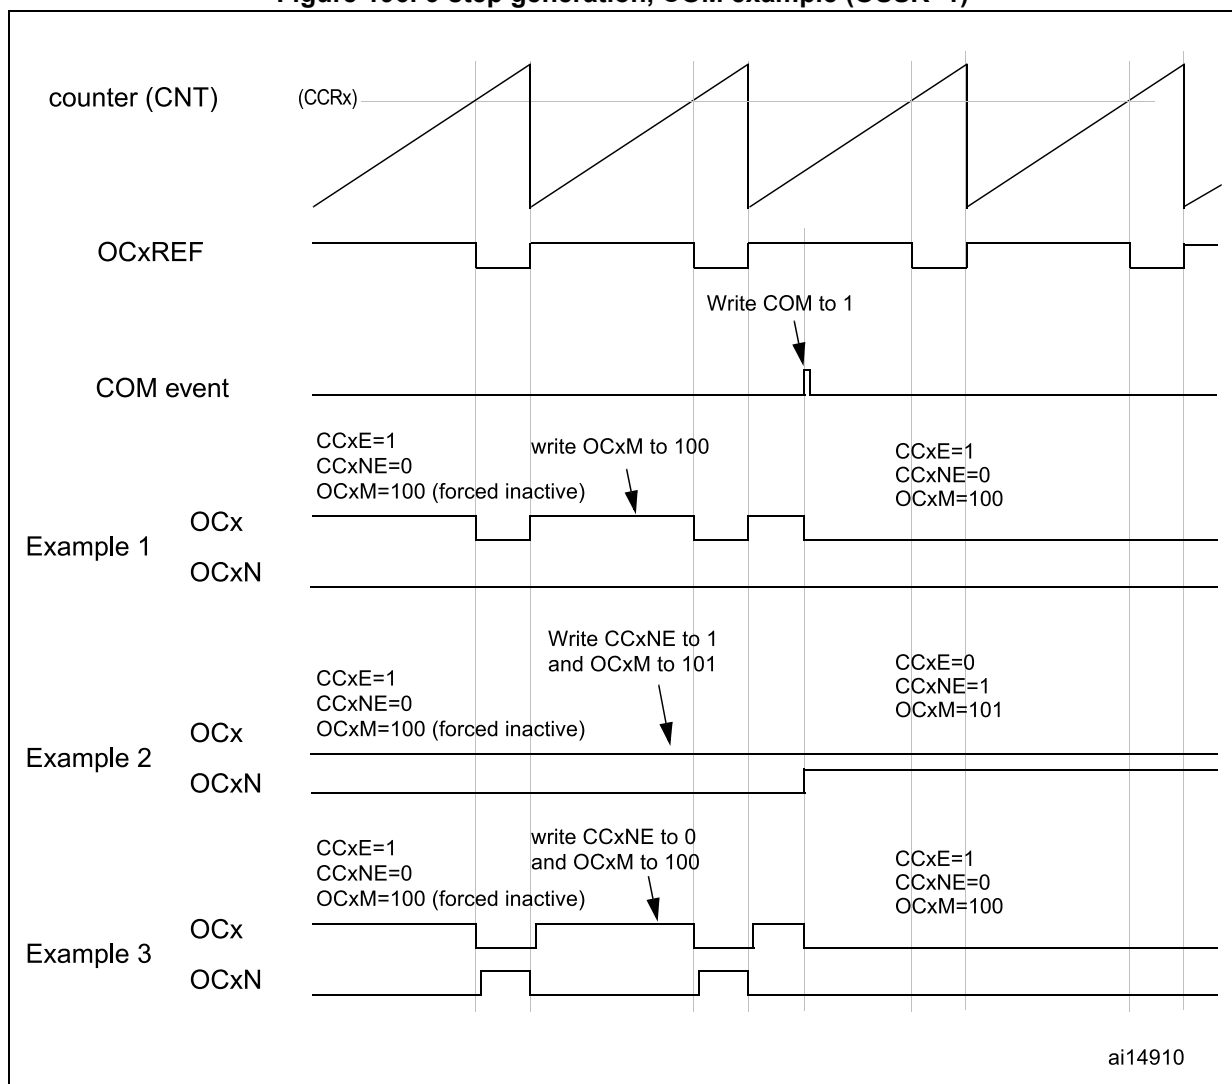 counter (CNT)
(CCRx)
OCxREF
Write COM to 1
COM event
CCxE=1
CCxNE=0
OCxM=100 (forced inactive)
write OCxM to 100
CCxE=1
CCxNE=0
OCxM=100
Example 1
OCx
OCxN
Write CCxNE to 1
and OCxM to 101
CCxE=1
CCxNE=0
OCxM=100 (forced inactive)
CCxE=0
CCxNE=1
OCxM=101
Example 2
OCx
OCxN
write CCxNE to 0
and OCxM to 100
CCxE=1
CCxNE=0
OCxM=100 (forced inactive)
CCxE=1
CCxNE=0
OCxM=100
Example 3
OCx
OCxN
ai14910